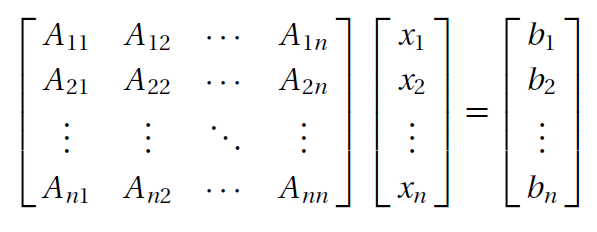 A11 A12 ⋯ A1n x1 b1
A21 A22 ⋯ A2n x2 b2
⋮ ⋮ ⋱ ⋮ ⋮ = ⋮
An1 An2 ⋯ Ann xn bn